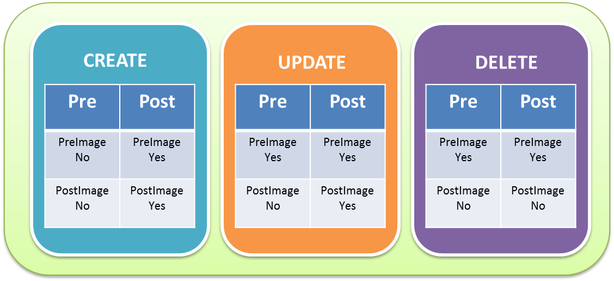 CREATE
Pre Post
PreImage PreImage
No Yes
PostImage PostImage
No Yes
UPDATE
Pre Post
PreImage PreImage
Yes Yes
PostImage PostImage
No Yes
DELETE
Pre Post
PreImage PreImage
Yes Yes
PostImage PostImage
No No